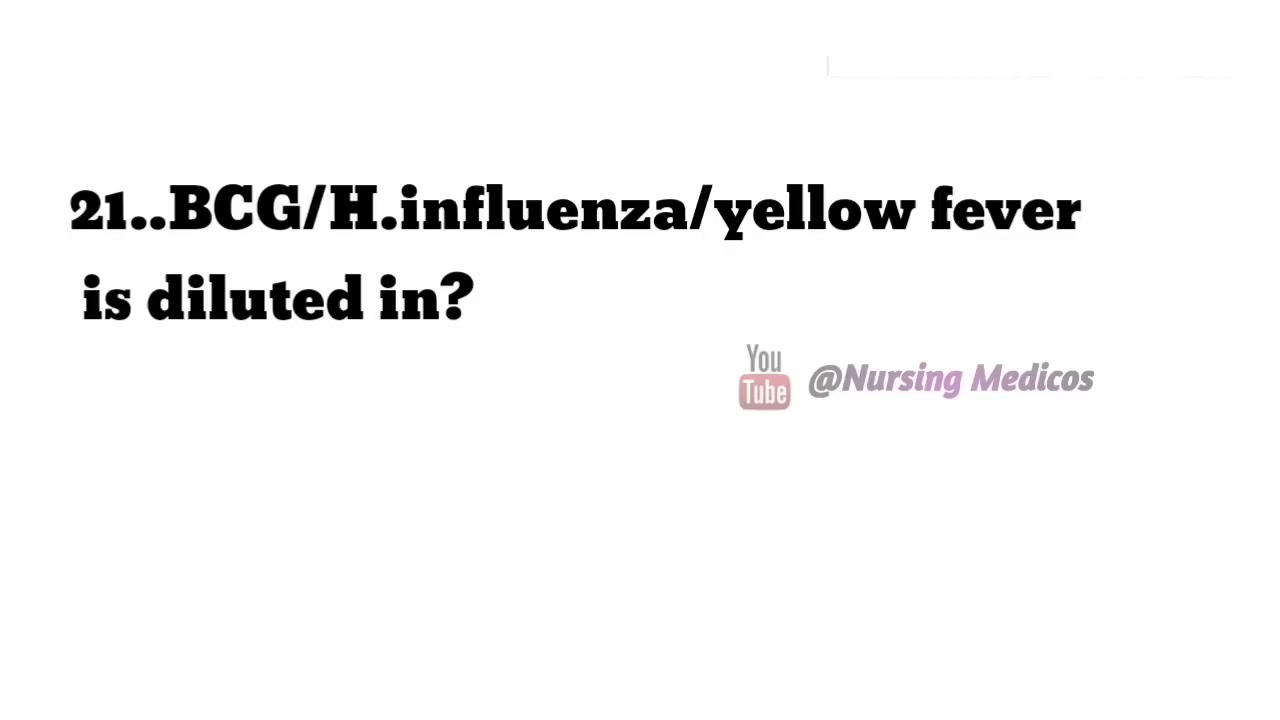 21..BCG/H.influenza/yellow fever
is diluted in?
You
Tube
@Nursing Medicos